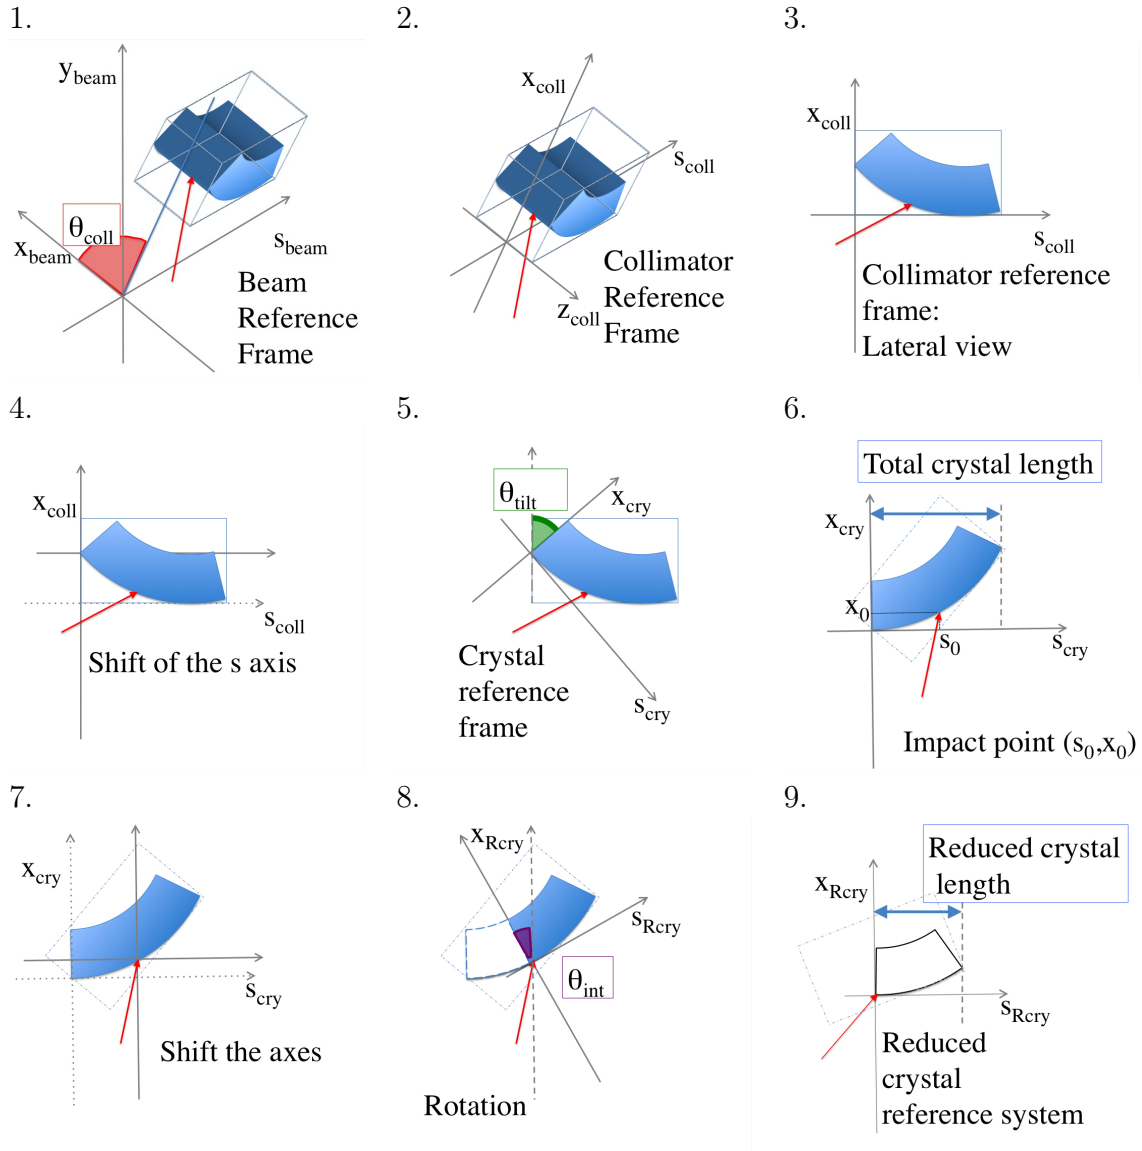 1.
y_beam
θ_coll
x_beam
s_beam
Beam
Reference
Frame
2.
x_coll
s_coll
z_coll
Collimator
Reference
Frame
3.
x_coll
s_coll
Collimator reference
frame:
Lateral view
4.
x_coll
s_coll
Shift of the s axis
5.
θ_tilt
x_cry
s_cry
Crystal
reference
frame
6.
Total crystal length
x_cry
x_0
s_0
s_cry
Impact point (s_0,x_0)
7.
x_cry
s_cry
Shift the axes
8.
x_Rcry
s_Rcry
θ_int
Rotation
9.
Reduced crystal
length
x_Rcry
s_Rcry
Reduced
crystal
reference system